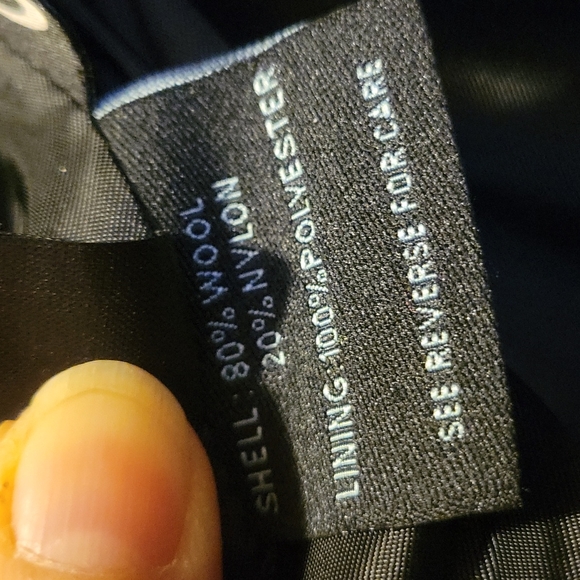 SHELL: 80% WOOL
20% NYLON
LINING: 100% POLYESTER
SEE REVERSE FOR CARE